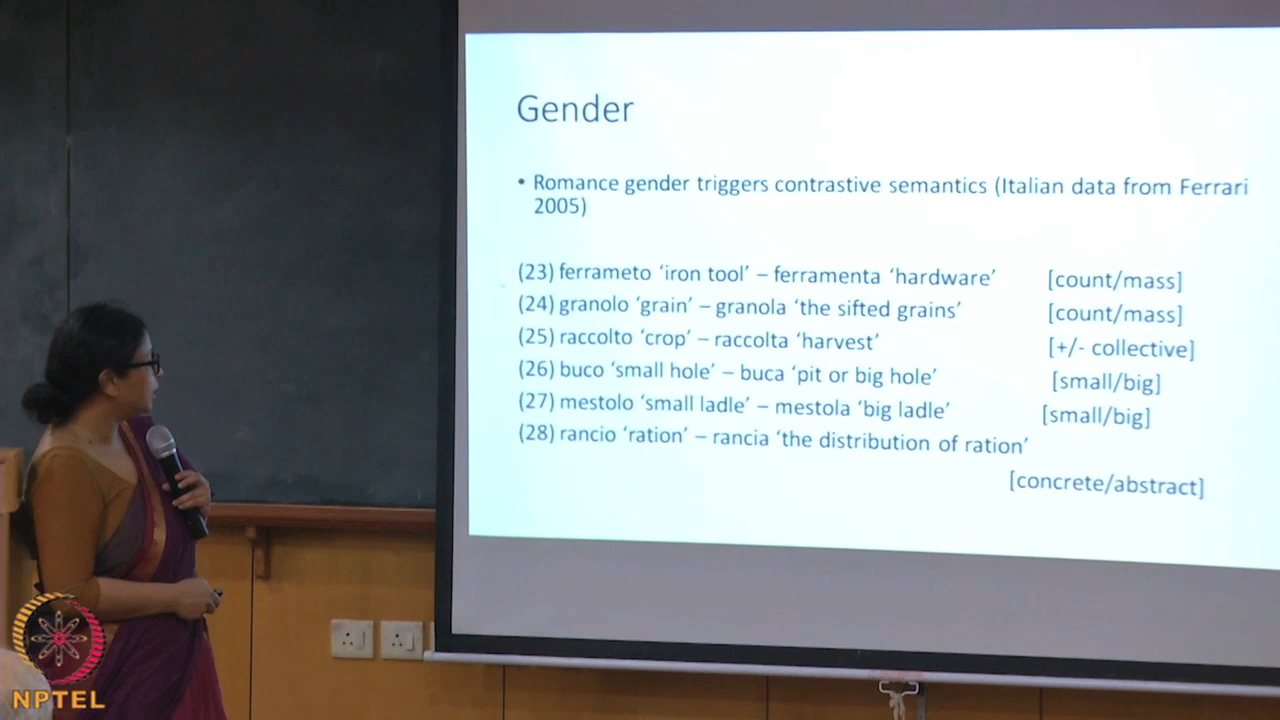 Gender
• Romance gender triggers contrastive semantics (Italian data from Ferrari
2005)
(23) ferrameto ‘iron tool’ – ferramenta ‘hardware’ [count/mass]
(24) granolo ‘grain’ – granola ‘the sifted grains’ [count/mass]
(25) raccolto ‘crop’ – raccolta ‘harvest’ [+/- collective]
(26) buco ‘small hole’ – buca ‘pit or big hole’ [small/big]
(27) mestolo ‘small ladle’ – mestola ‘big ladle’ [small/big]
(28) rancio ‘ration’ – rancia ‘the distribution of ration’
[concrete/abstract]
NPTEL